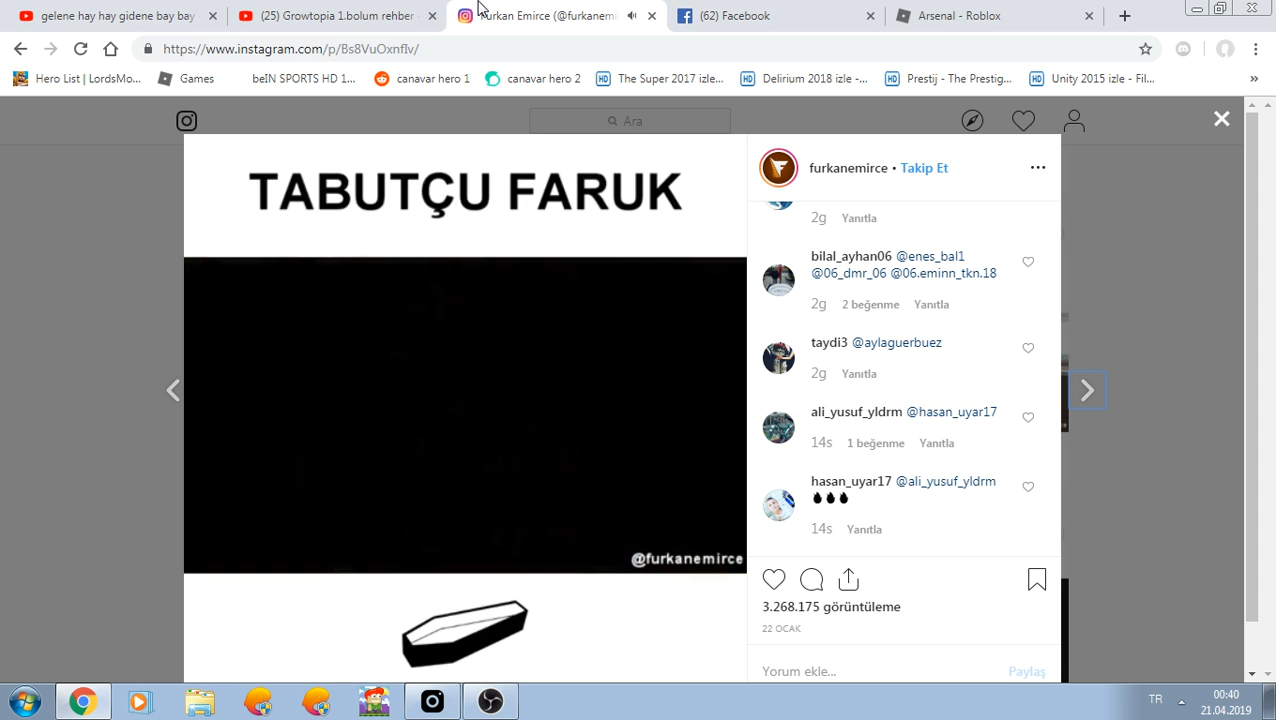 gelene hay hay gidene bay bay
(25) Growtopia 1.bolum rehber
Furkan Emirce (@furkanemi
(62) Facebook
Arsenal - Roblox
https://www.instagram.com/p/Bs8VuOxnfIv/
Hero List | LordsMo...
Games
beIN SPORTS HD 1...
canavar hero 1
canavar hero 2
The Super 2017 izle...
Delirium 2018 izle -...
Prestij - The Prestig...
Unity 2015 izle - Fil...
Ara
TABUTÇU FARUK
@furkanemirce
furkanemirce • Takip Et
2g Yanıtla
bilal_ayhan06 @enes_bal1
@06_dmr_06 @06.eminn_tkn.18
2g 2 beğenme Yanıtla
taydi3 @aylaguerbuez
2g Yanıtla
ali_yusuf_yldrm @hasan_uyar17
14s 1 beğenme Yanıtla
hasan_uyar17 @ali_yusuf_yldrm
14s Yanıtla
3.268.175 görüntüleme
22 OCAK
Yorum ekle... Paylaş
TR
00:40
21.04.2019